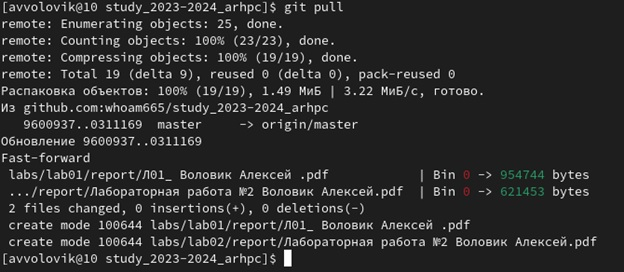 [avvolovik@10 study_2023-2024_arhpc]$ git pull
remote: Enumerating objects: 25, done.
remote: Counting objects: 100% (23/23), done.
remote: Compressing objects: 100% (19/19), done.
remote: Total 19 (delta 9), reused 0 (delta 0), pack-reused 0
Распаковка объектов: 100% (19/19), 1.49 МиБ | 3.22 МиБ/с, готово.
Из github.com:whoam665/study_2023-2024_arhpc
   9600937..0311169  master     -> origin/master
Обновление 9600937..0311169
Fast-forward
 labs/lab01/report/Л01_ Воловик Алексей .pdf            | Bin 0 -> 954744 bytes
 .../report/Лабораторная работа №2 Воловик Алексей.pdf  | Bin 0 -> 621453 bytes
 2 files changed, 0 insertions(+), 0 deletions(-)
 create mode 100644 labs/lab01/report/Л01_ Воловик Алексей .pdf
 create mode 100644 labs/lab02/report/Лабораторная работа №2 Воловик Алексей.pdf
[avvolovik@10 study_2023-2024_arhpc]$